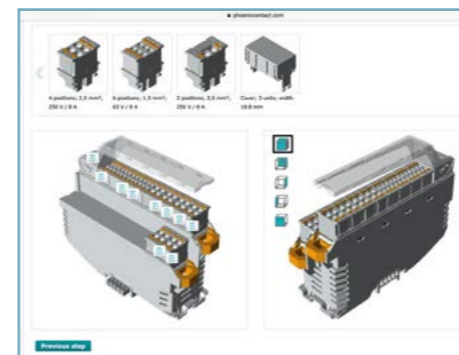 phoenixcontact.com
4 positions; 2,5 mm²;
250 V / 8 A
6 positions; 1,5 mm²;
63 V / 8 A
2 positions; 2,5 mm²;
250 V / 8 A
Cover; 3 units; width:
18.8 mm
Previous step